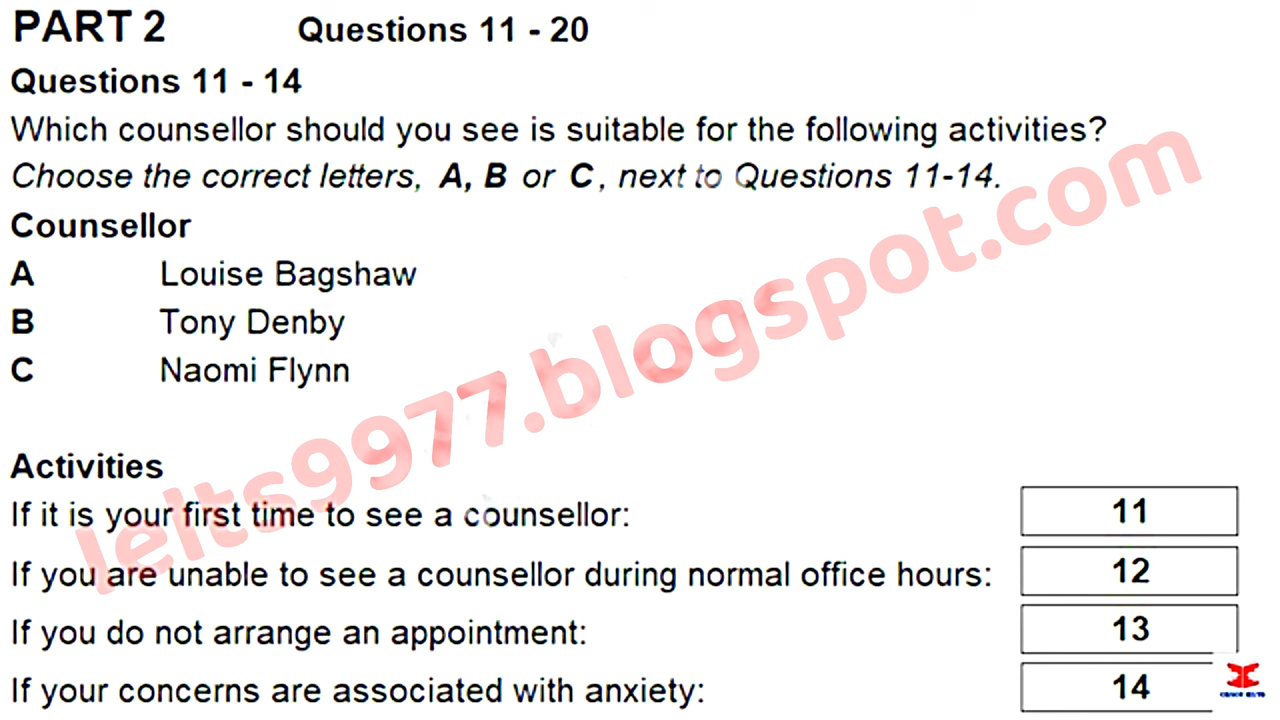 PART 2 Questions 11 - 20
Questions 11 - 14
Which counsellor should you see is suitable for the following activities?
Choose the correct letters, A, B or C, next to Questions 11-14.
Counsellor
A Louise Bagshaw
B Tony Denby
C Naomi Flynn
Ielts9977.blogspot.com
Activities
If it is your first time to see a counsellor: 11
If you are unable to see a counsellor during normal office hours: 12
If you do not arrange an appointment: 13
If your concerns are associated with anxiety: 14